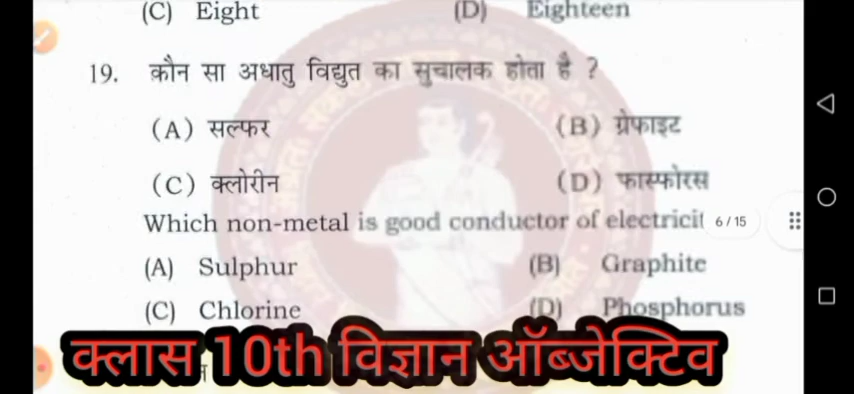 (C) Eight (D) Eighteen
19. कौन सा अधातु विद्युत का सुचालक होता है ?
(A) सल्फर (B) ग्रेफाइट
(C) क्लोरीन (D) फास्फोरस
Which non-metal is good conductor of electricit 6/15
(A) Sulphur (B) Graphite
(C) Chlorine (D) Phosphorus
क्लास 10th विज्ञान ऑब्जेक्टिव